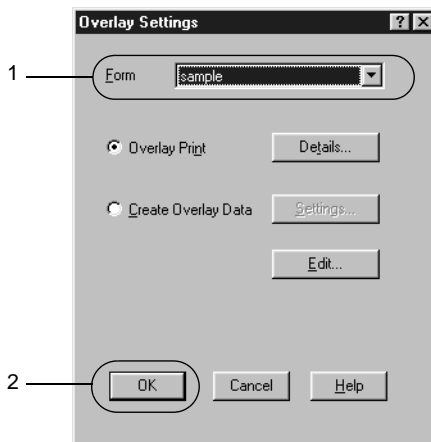 Overlay Settings
1
Form sample
Overlay Print Details...
Create Overlay Data Settings...
Edit...
2
OK Cancel Help